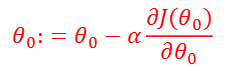 θ₀: = θ₀ − α ∂J(θ₀)/∂θ₀